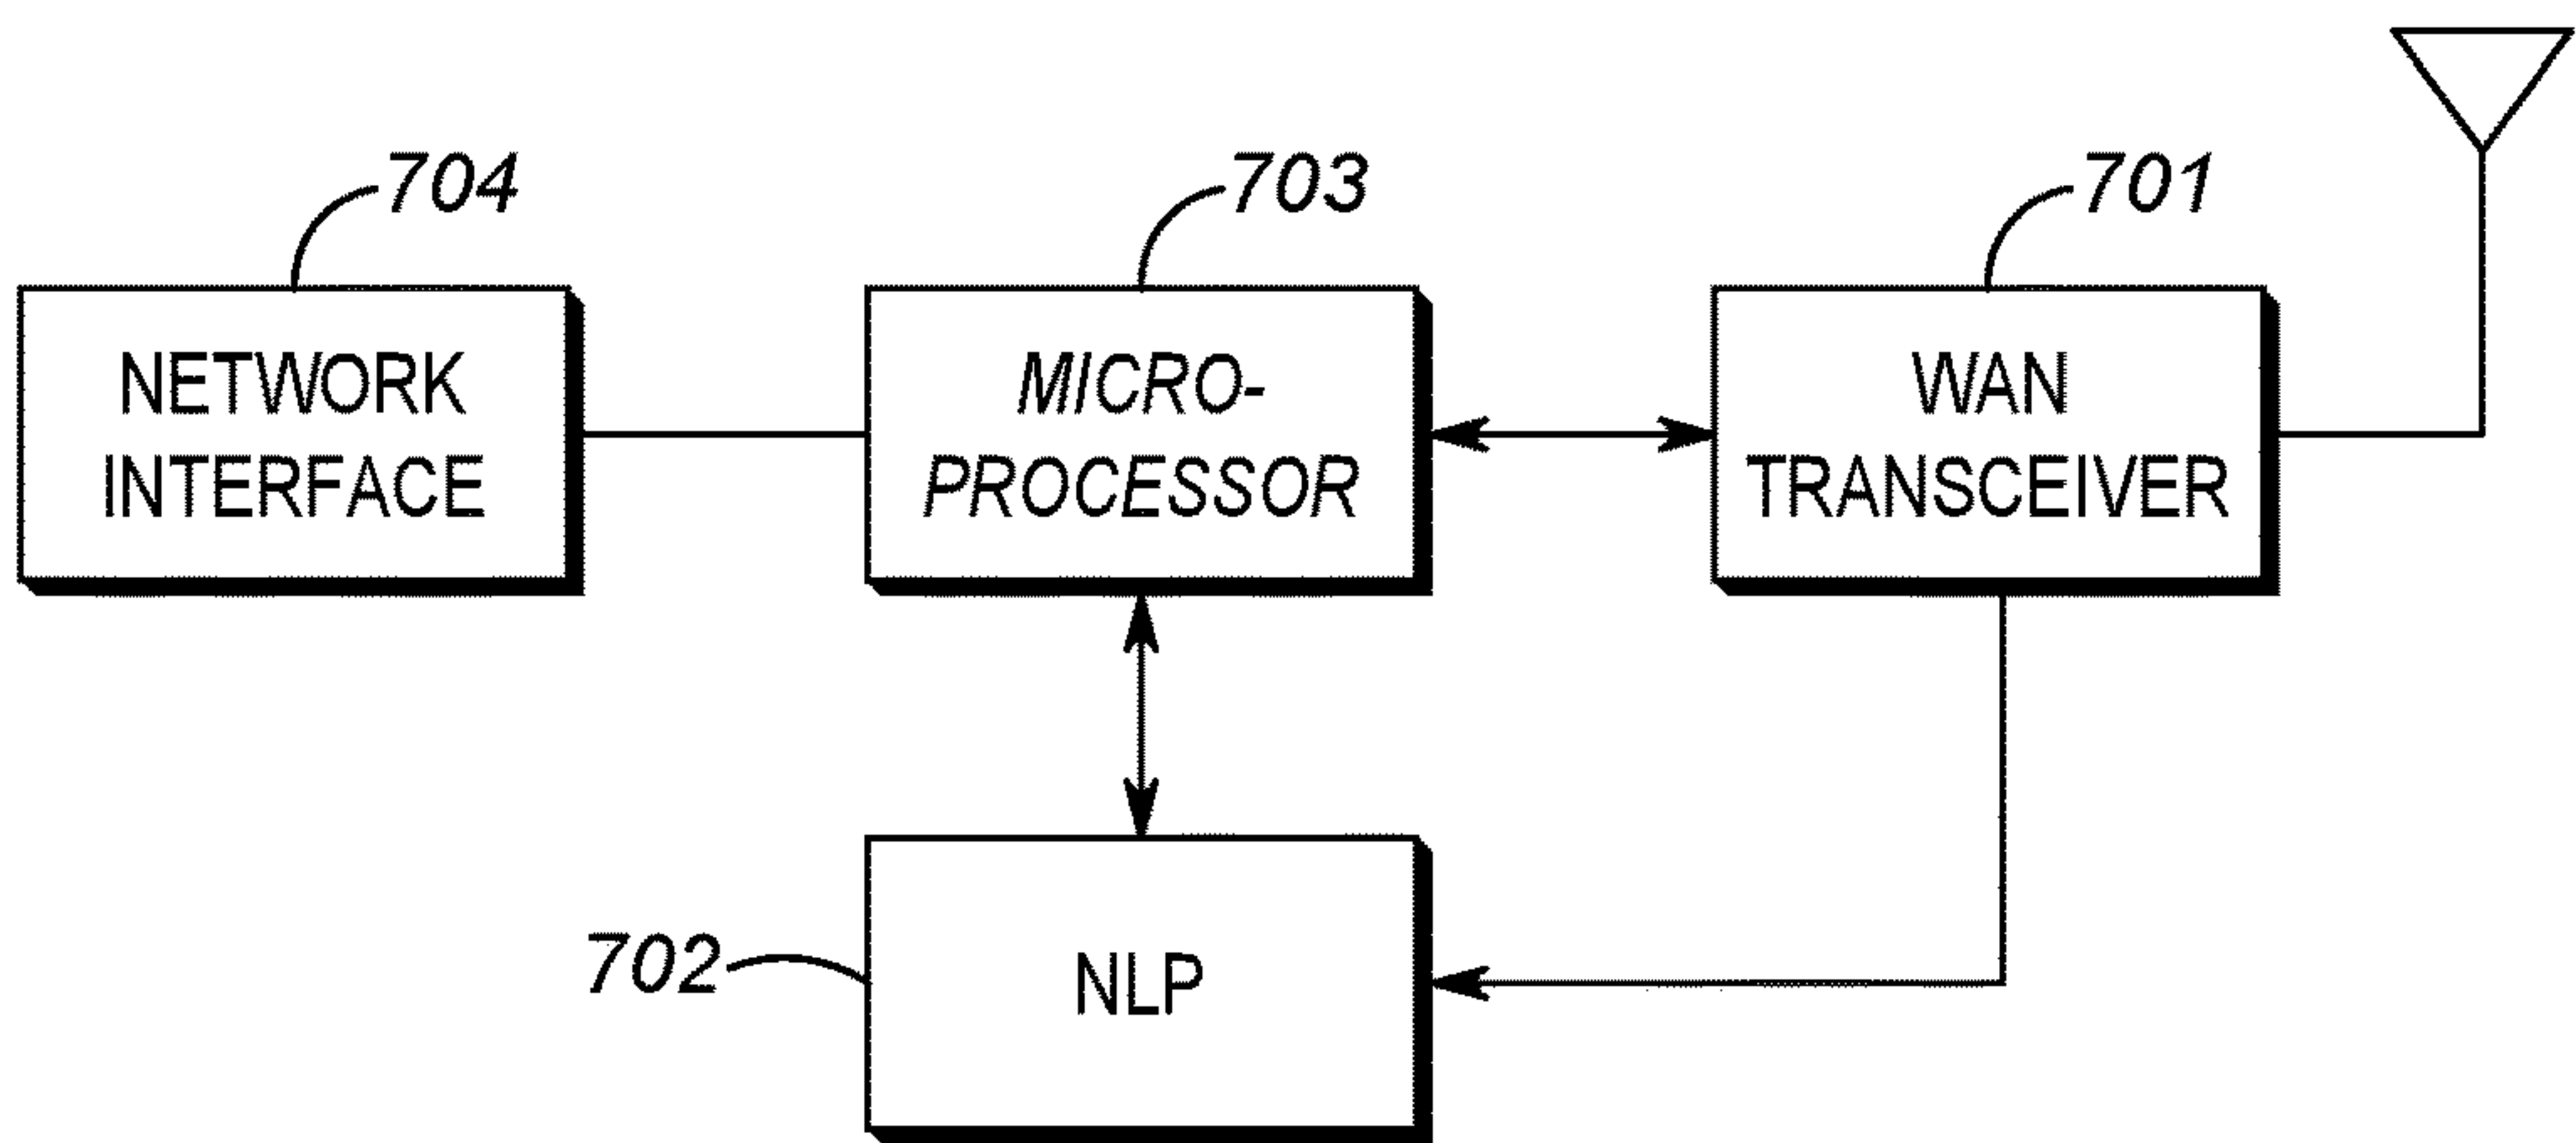 704
703
701
NETWORK
INTERFACE
MICRO-
PROCESSOR
WAN
TRANSCEIVER
702
NLP